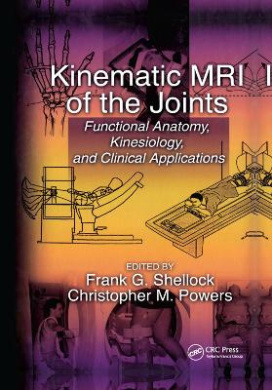 Kinematic MRI
of the Joints
Functional Anatomy,
Kinesiology,
and Clinical Applications
EDITED BY
Frank G. Shellock
Christopher M. Powers
CRC
CRC Press
Taylor & Francis Group